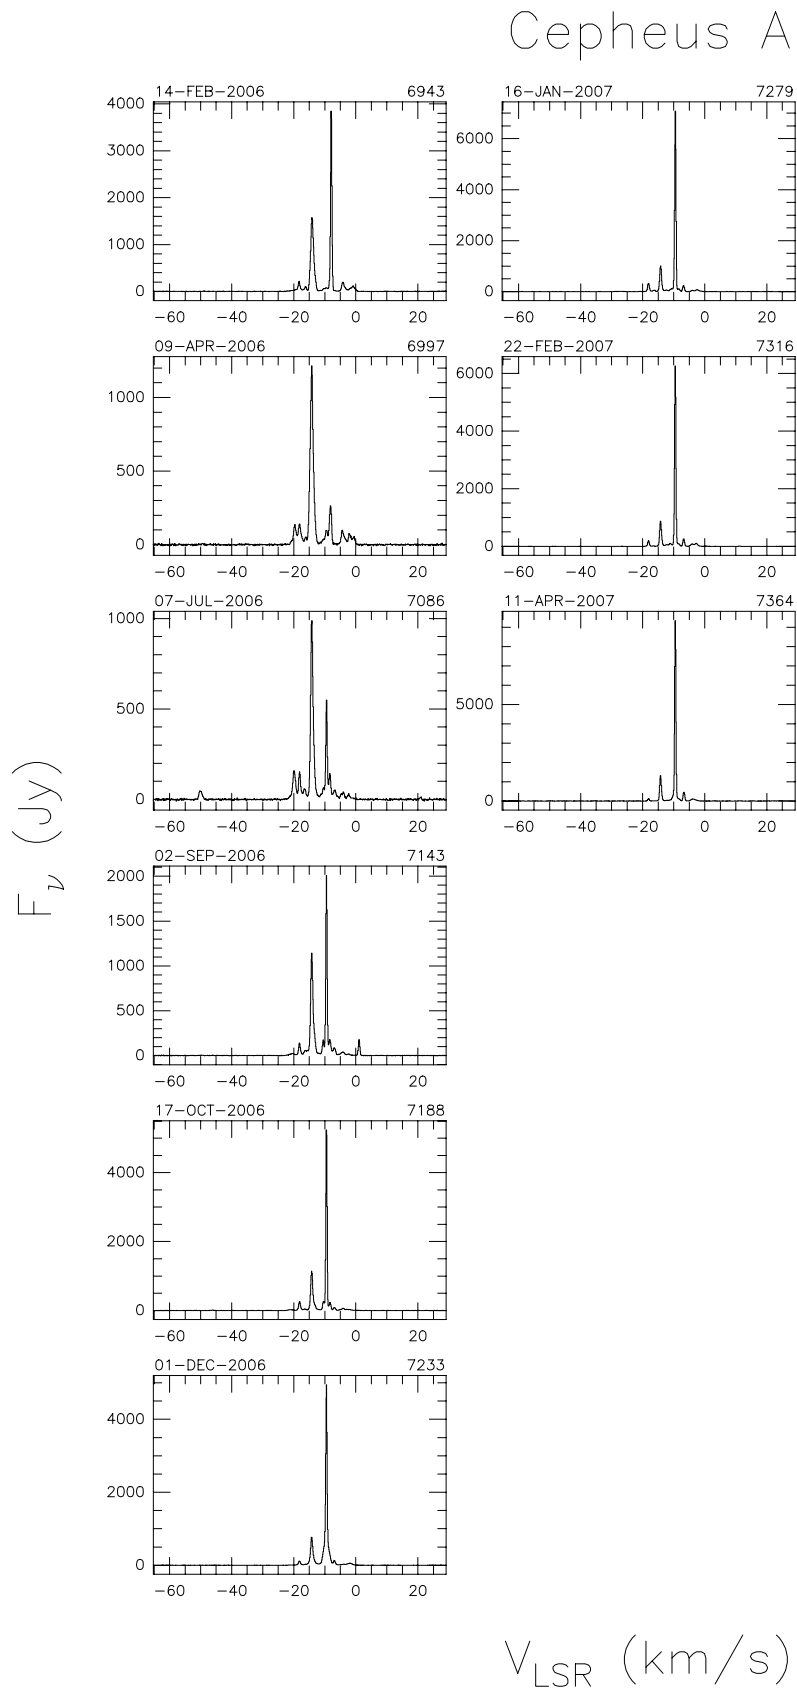 Cepheus A
14-FEB-2006 6943
4000
3000
2000
1000
0
-60 -40 -20 0 20
09-APR-2006 6997
1000
500
0
-60 -40 -20 0 20
07-JUL-2006 7086
1000
500
0
-60 -40 -20 0 20
02-SEP-2006 7143
2000
1500
1000
500
0
-60 -40 -20 0 20
17-OCT-2006 7188
4000
2000
0
-60 -40 -20 0 20
01-DEC-2006 7233
4000
2000
0
-60 -40 -20 0 20
16-JAN-2007 7279
6000
4000
2000
0
-60 -40 -20 0 20
22-FEB-2007 7316
6000
4000
2000
0
-60 -40 -20 0 20
11-APR-2007 7364
5000
0
-60 -40 -20 0 20
Fν (Jy)
VLSR (km/s)